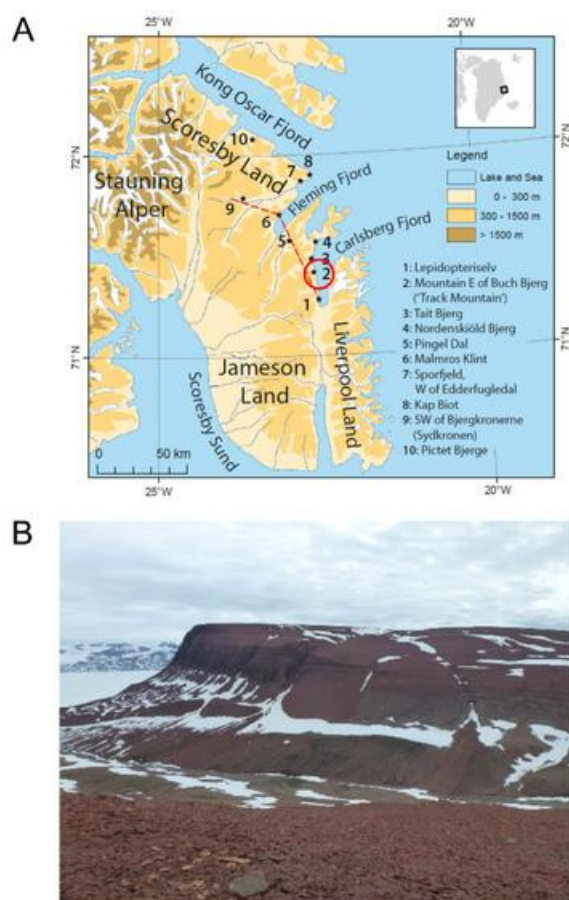 A
25°W
20°W
Kong Oscar Fjord
72°N
72°N
Scoresby Land
Stauning
Alper
Fleming Fjord
Carlsberg Fjord
10
8
7
9
6
5
4
3
2
1
Legend
Lake and Sea
0 - 300 m
300 - 1500 m
> 1500 m
1: Lepidopteriselv
2: Mountain E of Buch Bjerg
('Track Mountain')
3: Tait Bjerg
4: Nordenskiöld Bjerg
5: Pingel Dal
6: Malmros Klint
7: Sporfjeld,
W of Edderfugledal
8: Kap Biot
9: SW of Bjergkronerne
(Sydkronen)
10: Pictet Bjerge
71°N
71°N
Jameson
Land
Liverpool Land
Scoresby Sund
0
50 km
25°W
20°W
B